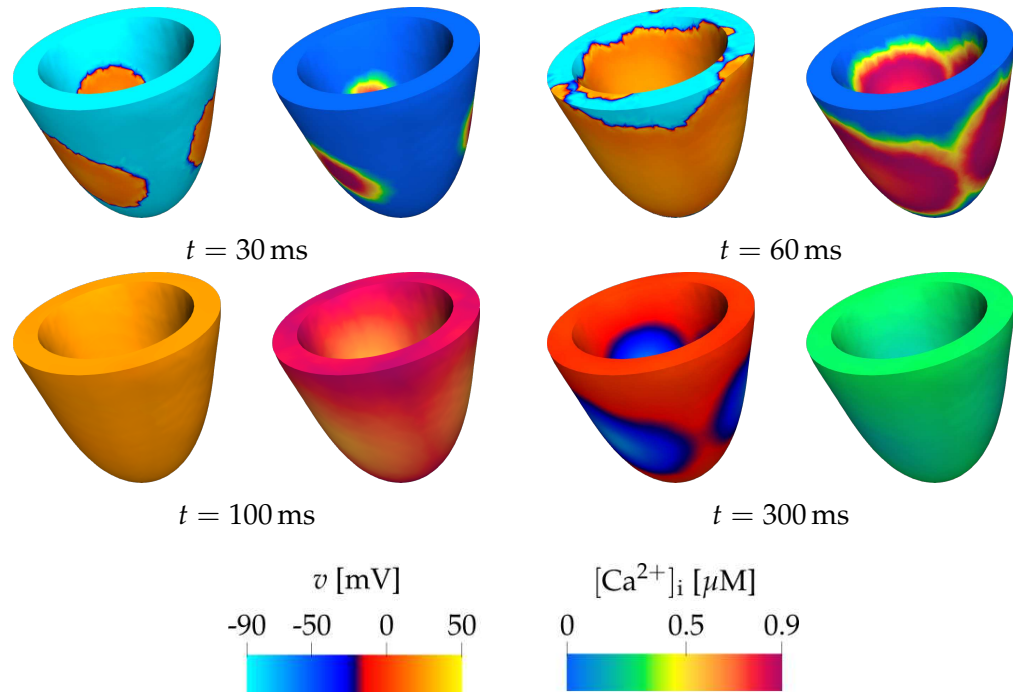 t = 30 ms
t = 60 ms
t = 100 ms
t = 300 ms
v [mV]
[Ca²⁺]ᵢ [μM]
-90 -50 0 50
0 0.5 0.9